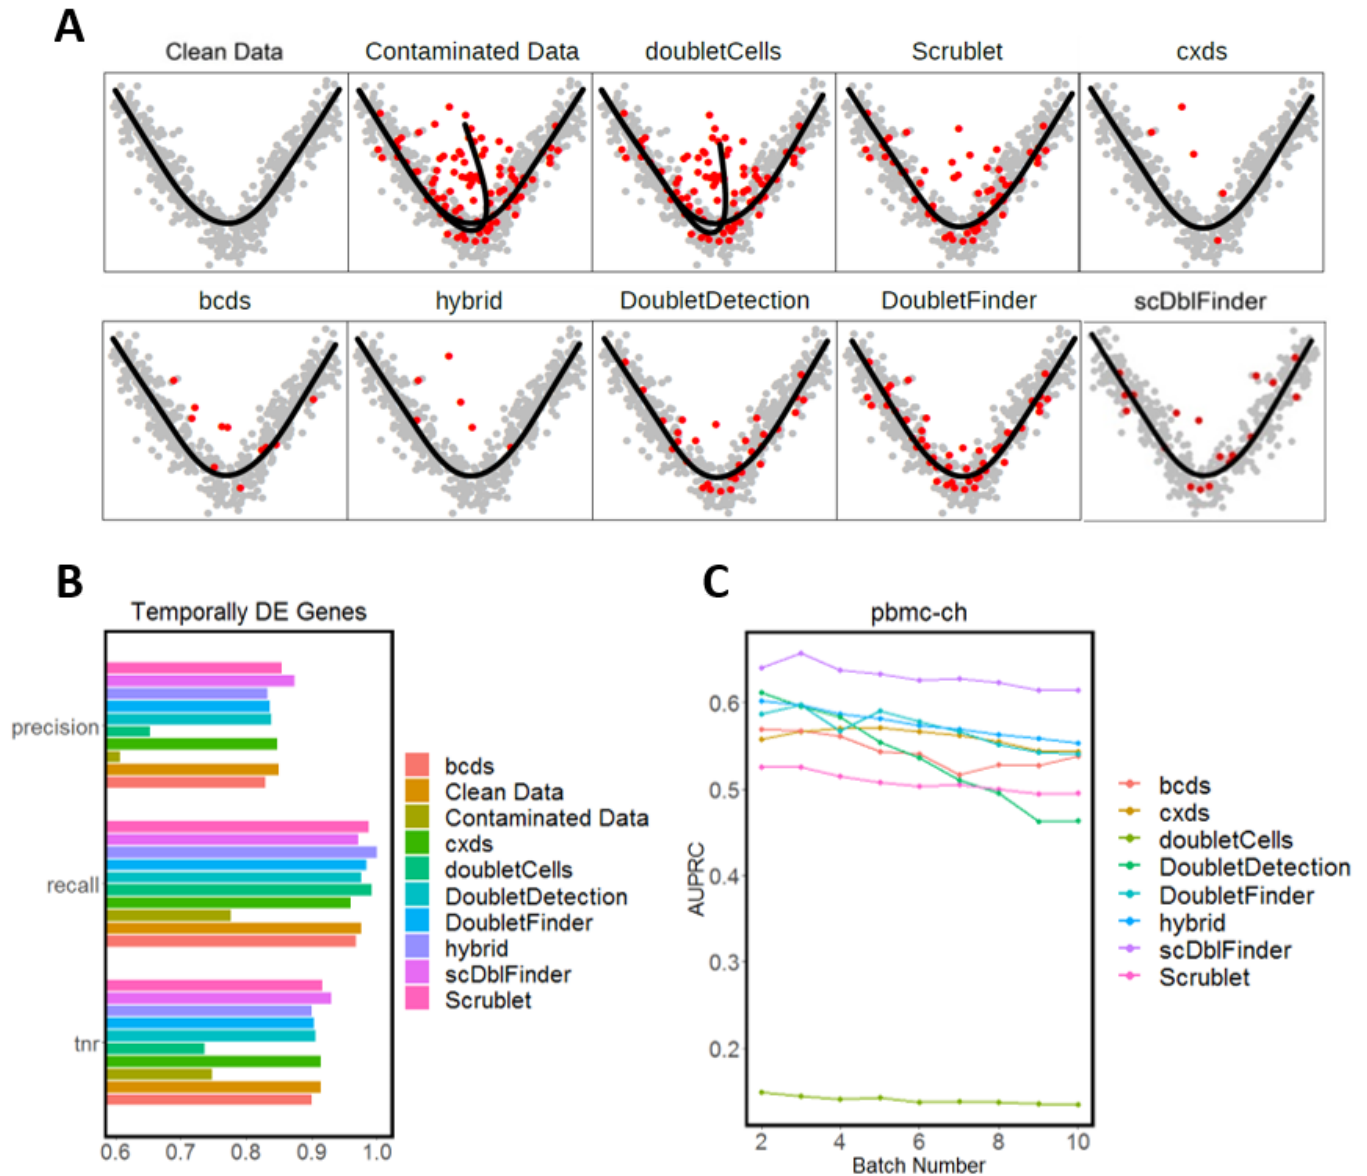 A
Clean Data
Contaminated Data
doubletCells
Scrublet
cxds
bcds
hybrid
DoubletDetection
DoubletFinder
scDblFinder
B
Temporally DE Genes
precision
recall
tnr
0.6 0.7 0.8 0.9 1.0
bcds
Clean Data
Contaminated Data
cxds
doubletCells
DoubletDetection
DoubletFinder
hybrid
scDblFinder
Scrublet
C
pbmc-ch
AUPRC
0.6
0.5
0.4
0.3
0.2
2 4 6 8 10
Batch Number
bcds
cxds
doubletCells
DoubletDetection
DoubletFinder
hybrid
scDblFinder
Scrublet